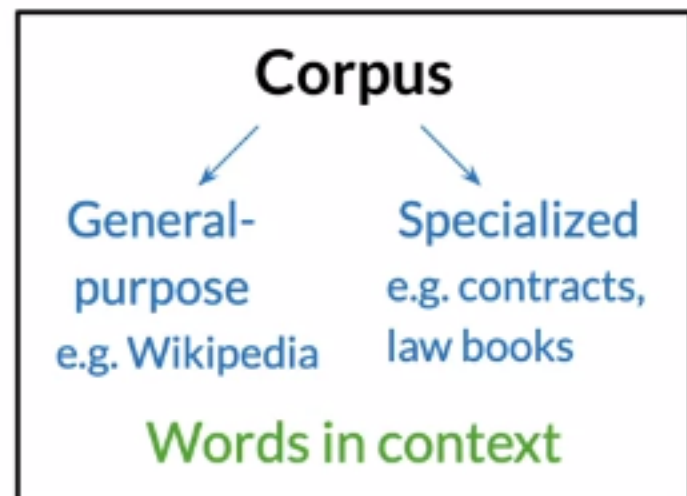 Corpus
General-
purpose
e.g. Wikipedia
Specialized
e.g. contracts,
law books
Words in context